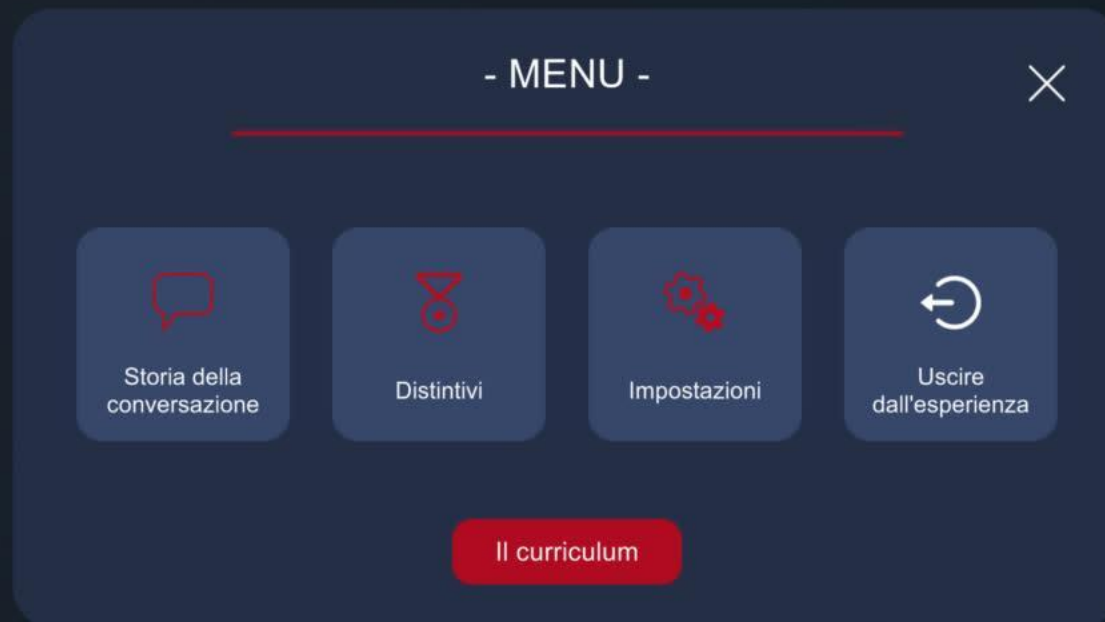 - MENU -
Storia della
conversazione
Distintivi
Impostazioni
Uscire
dall'esperienza
Il curriculum